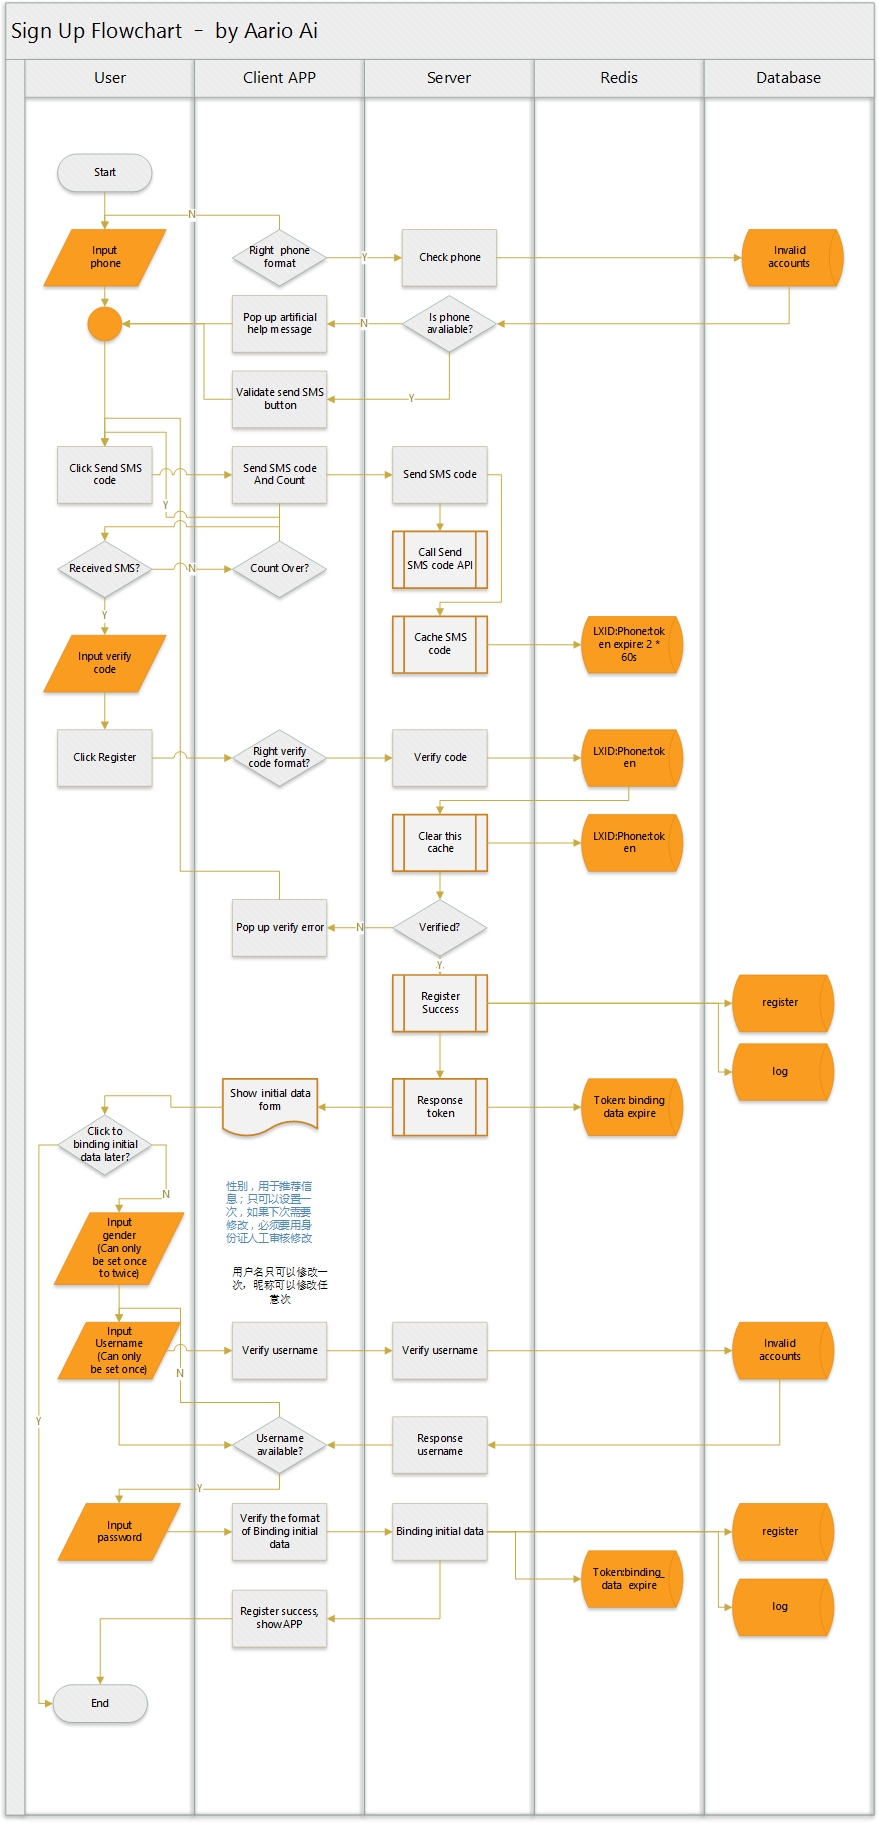 Sign Up Flowchart - by Aario Ai
User
Client APP
Server
Redis
Database
Start
N
Input
phone
Right phone
format
Y
Check phone
Invalid
accounts
Pop up artificial
help message
N
Is phone
avaliable?
Validate send SMS
button
Y
Click Send SMS
code
Send SMS code
And Count
Send SMS code
Y
Call Send
SMS code API
Received SMS?
N
Count Over?
Y
Input verify
code
Cache SMS
code
LXID:Phone:tok
en expire: 2 *
60s
Click Register
Right verify
code format?
Verify code
LXID:Phone:tok
en
Clear this
cache
LXID:Phone:tok
en
Pop up verify error
N
Verified?
Y
Register
Success
register
log
Show initial data
form
Response
token
Token: binding
data expire
Click to
binding initial
data later?
N
性别，用于推荐信
息；只可以设置一
次，如果下次需要
修改，必须要用身
份证人工审核修改
Input
gender
(Can only
be set once
to twice)
用户名只可以修改一
次，昵称可以修改任
意次
Input
Username
(Can only
be set once)
Verify username
Verify username
Invalid
accounts
N
Y
Username
available?
Response
username
Y
Input
password
Verify the format
of Binding initial
data
Binding initial data
register
Token:binding_
data expire
log
Register success,
show APP
End